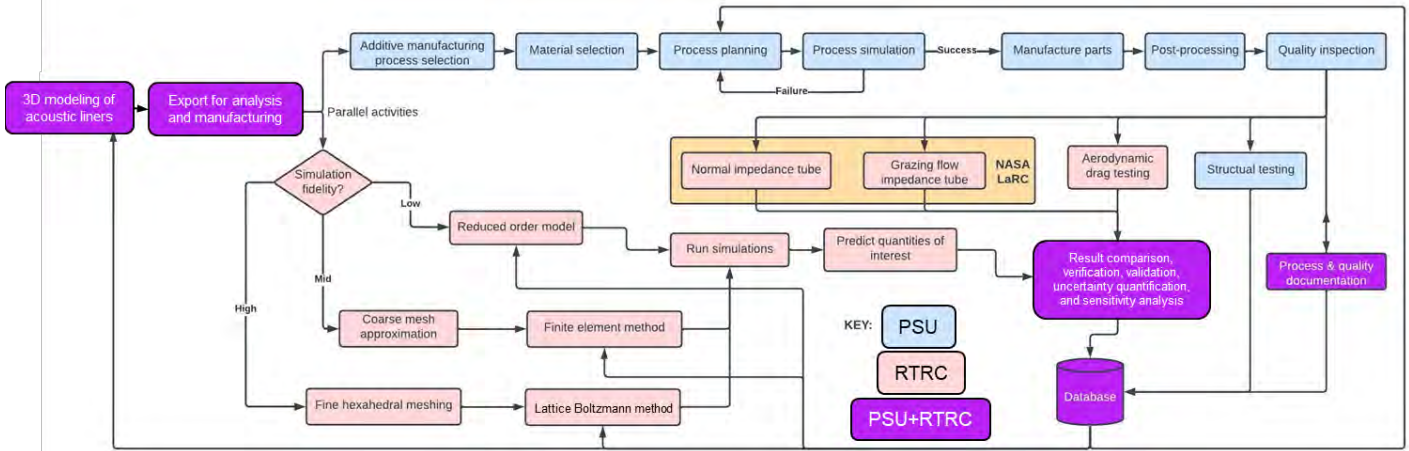 Additive manufacturing
process selection
Material selection
Process planning
Process simulation
Success
Manufacture parts
Post-processing
Quality inspection
Failure
3D modeling of
acoustic liners
Export for analysis
and manufacturing
Parallel activities
Normal impedance tube
Grazing flow
impedance tube
NASA
LaRC
Aerodynamic
drag testing
Structual testing
Simulation
fidelity?
Low
Mid
High
Reduced order model
Run simulations
Predict quantities of
interest
Result comparison,
verification, validation,
uncertainty quantification,
and sensitivity analysis
Process & quality
documentation
Coarse mesh
approximation
Finite element method
Fine hexahedral meshing
Lattice Boltzmann method
KEY:
PSU
RTRC
PSU+RTRC
Database